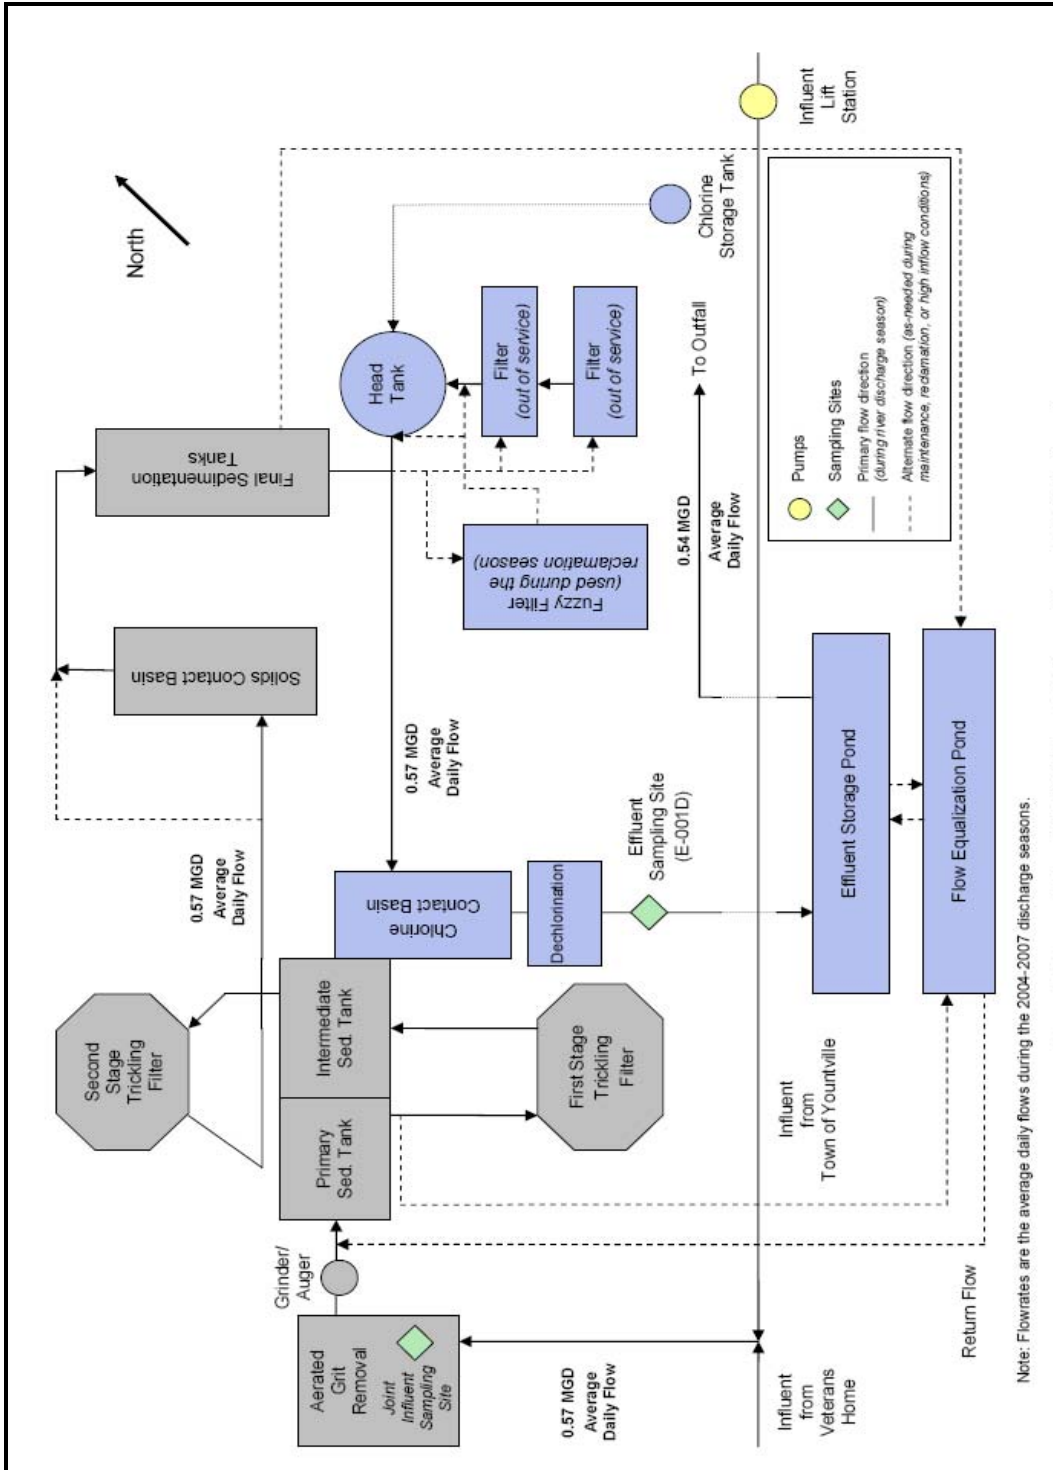 North
Second
Stage
Trickling
Filter
0.57 MGD
Average
Daily Flow
Solids Contact Basin
Final Sedimentation
Tanks
Grinder/
Auger
Aerated
Grit
Removal
Joint
Influent
Sampling
Site
Primary
Sed. Tank
Intermediate
Sed. Tank
Chlorine
Contact Basin
0.57 MGD
Average
Daily Flow
Head
Tank
Fuzzy Filter
(used during the
reclamation season)
Filter
(out of service)
Filter
(out of service)
Chlorine
Storage Tank
First Stage
Trickling
Filter
Dechlorination
Effluent
Sampling Site
(E-001D)
0.54 MGD
Average
Daily Flow
To Outfall
0.57 MGD
Average
Daily Flow
Influent
from
Veterans
Home
Influent
from
Town of Yountville
Influent
Lift
Station
Effluent Storage Pond
Flow Equalization Pond
Return Flow
Pumps
Sampling Sites
Primary flow direction
(during river discharge season)
Alternate flow direction (as-needed during
maintenance, reclamation, or high inflow conditions)
Note: Flowrates are the average daily flows during the 2004-2007 discharge seasons.